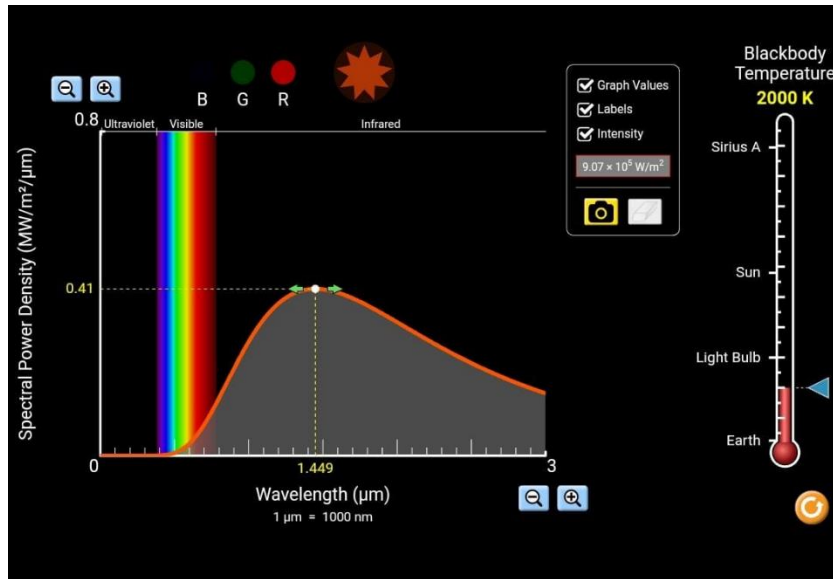 Blackbody
Temperature
2000 K
B G R
Graph Values
Labels
Intensity
9.07 × 10⁵ W/m²
0.8
Ultraviolet Visible Infrared
Spectral Power Density (MW/m²/μm)
0.41
0
1.449
3
Wavelength (μm)
1 μm = 1000 nm
Sirius A
Sun
Light Bulb
Earth